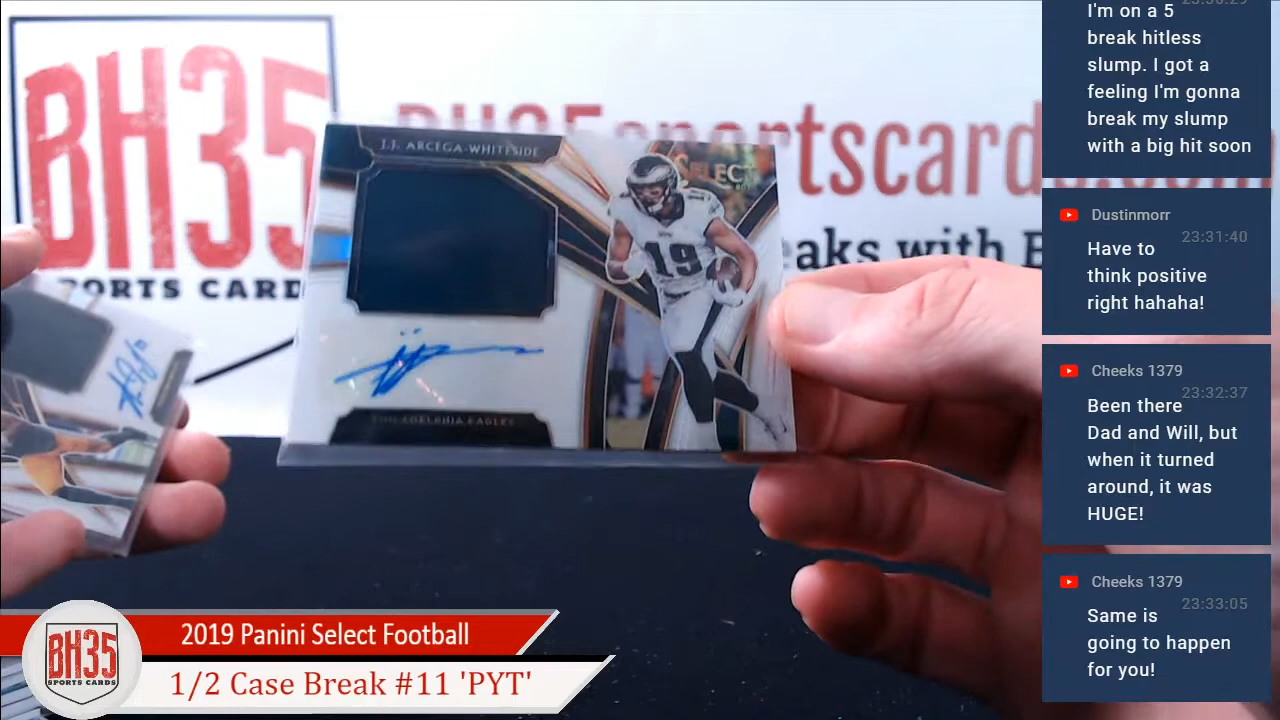 BH35
SPORTS CARDS
BH35sportscards.com
eaks with B
J.J. ARCEGA-WHITESIDE
SELECT
19
PHILADELPHIA EAGLES
2019 Panini Select Football
1/2 Case Break #11 'PYT'
BH35
SPORTS CARDS
I'm on a 5
break hitless
slump. I got a
feeling I'm gonna
break my slump
with a big hit soon
Dustinmorr
23:31:40
Have to
think positive
right hahaha!
Cheeks 1379
23:32:37
Been there
Dad and Will, but
when it turned
around, it was
HUGE!
Cheeks 1379
23:33:05
Same is
going to happen
for you!